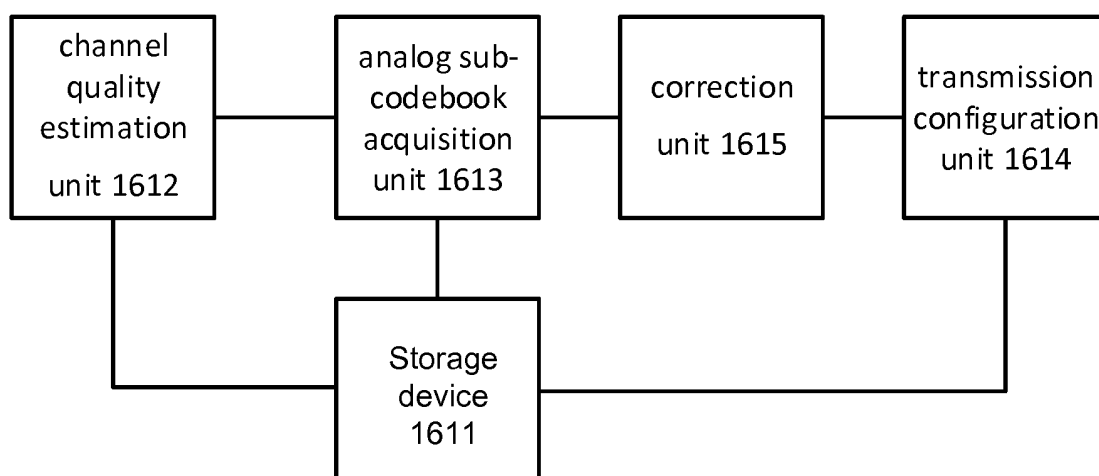 channel
quality
estimation
unit 1612
analog sub-
codebook
acquisition
unit 1613
correction
unit 1615
transmission
configuration
unit 1614
Storage
device
1611